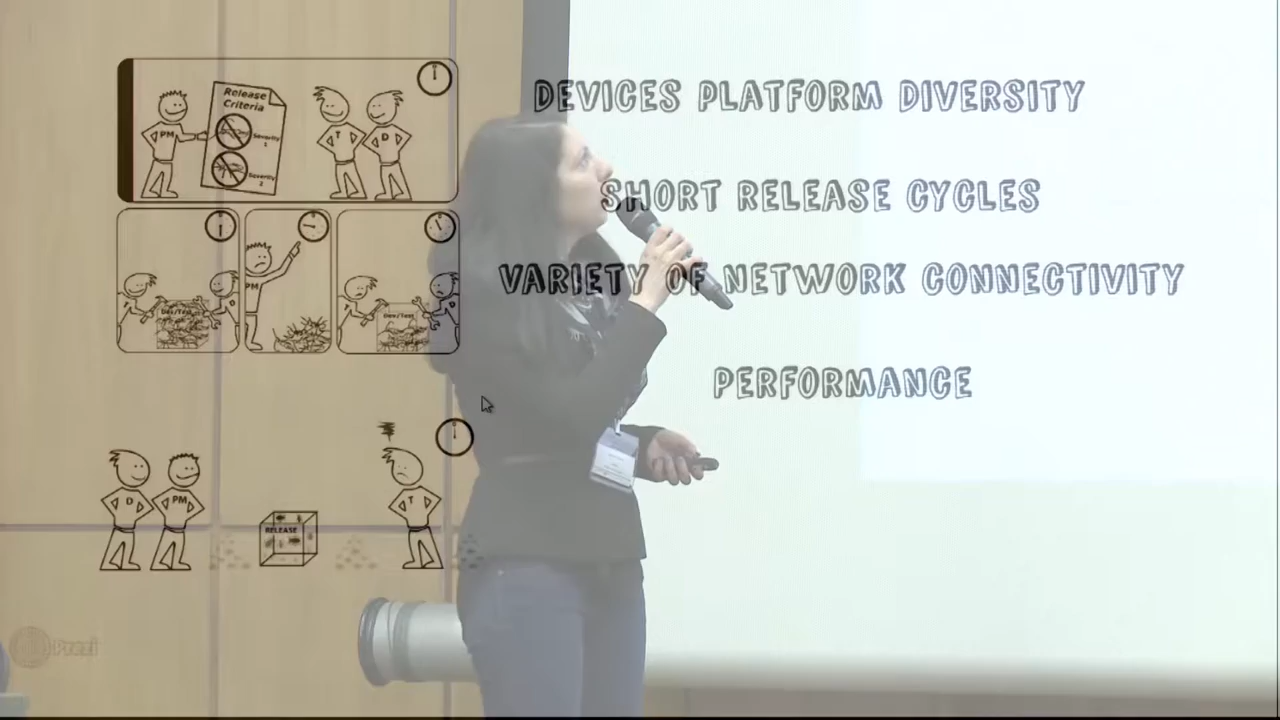 DEVICES PLATFORM DIVERSITY
SHORT RELEASE CYCLES
VARIETY OF NETWORK CONNECTIVITY
PERFORMANCE
Release
Criteria
Severity
1
Severity
2
PM
T
D
Dev/Test
D
PM
T
Dev/Test
D
D
PM
RELEASE
T
Prezi